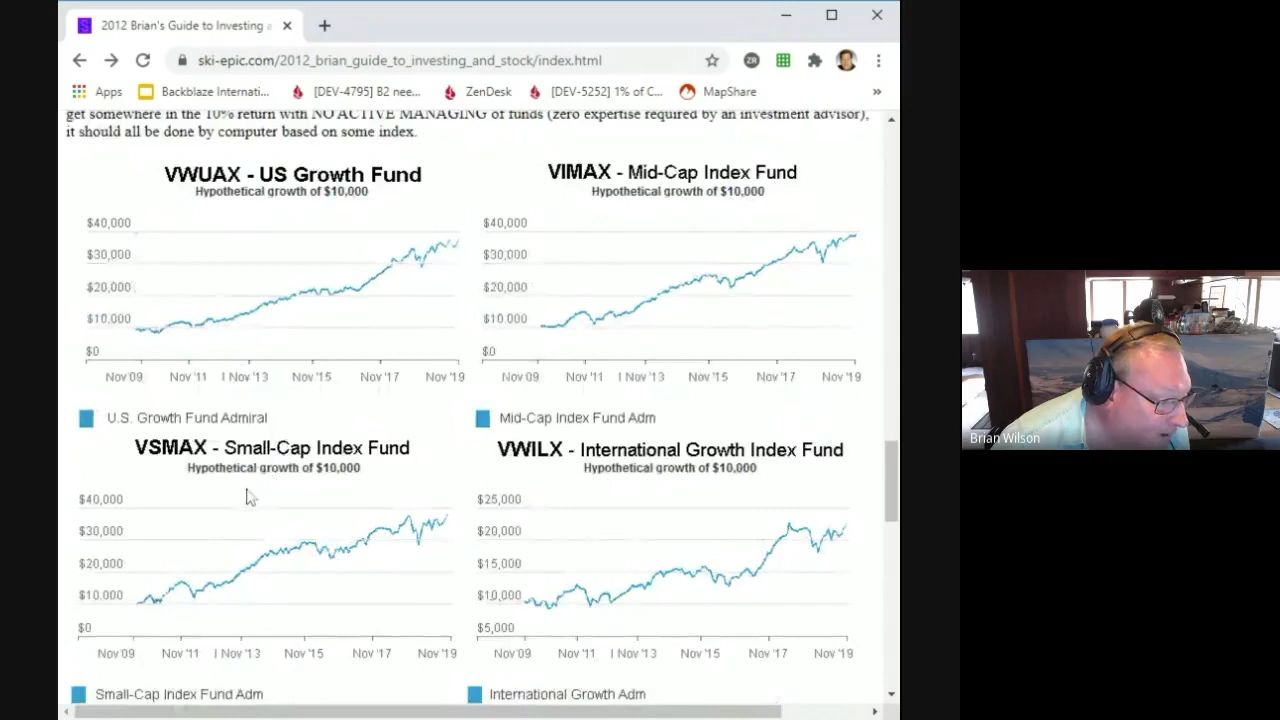 2012 Brian's Guide to Investing a
ski-epic.com/2012_brian_guide_to_investing_and_stock/index.html
ZR
Apps
Backblaze Internati...
[DEV-4795] B2 nee...
ZenDesk
[DEV-5252] 1% of C...
MapShare
»
get somewhere in the 10% return with NO ACTIVE MANAGING of funds (zero expertise required by an investment advisor),
it should all be done by computer based on some index.
VWUAX - US Growth Fund
Hypothetical growth of $10,000
$40,000
$30,000
$20,000
$10,000
$0
Nov'09 Nov'11 Nov'13 Nov'15 Nov'17 Nov'19
U.S. Growth Fund Admiral
VIMAX - Mid-Cap Index Fund
Hypothetical growth of $10,000
$40,000
$30,000
$20,000
$10,000
$0
Nov'09 Nov'11 Nov'13 Nov'15 Nov'17 Nov'19
Mid-Cap Index Fund Adm
VSMAX - Small-Cap Index Fund
Hypothetical growth of $10,000
$40,000
$30,000
$20,000
$10,000
$0
Nov'09 Nov'11 Nov'13 Nov'15 Nov'17 Nov'19
Small-Cap Index Fund Adm
VWILX - International Growth Index Fund
Hypothetical growth of $10,000
$25,000
$20,000
$15,000
$10,000
$5,000
Nov'09 Nov'11 Nov'13 Nov'15 Nov'17 Nov'19
International Growth Adm
Brian Wilson